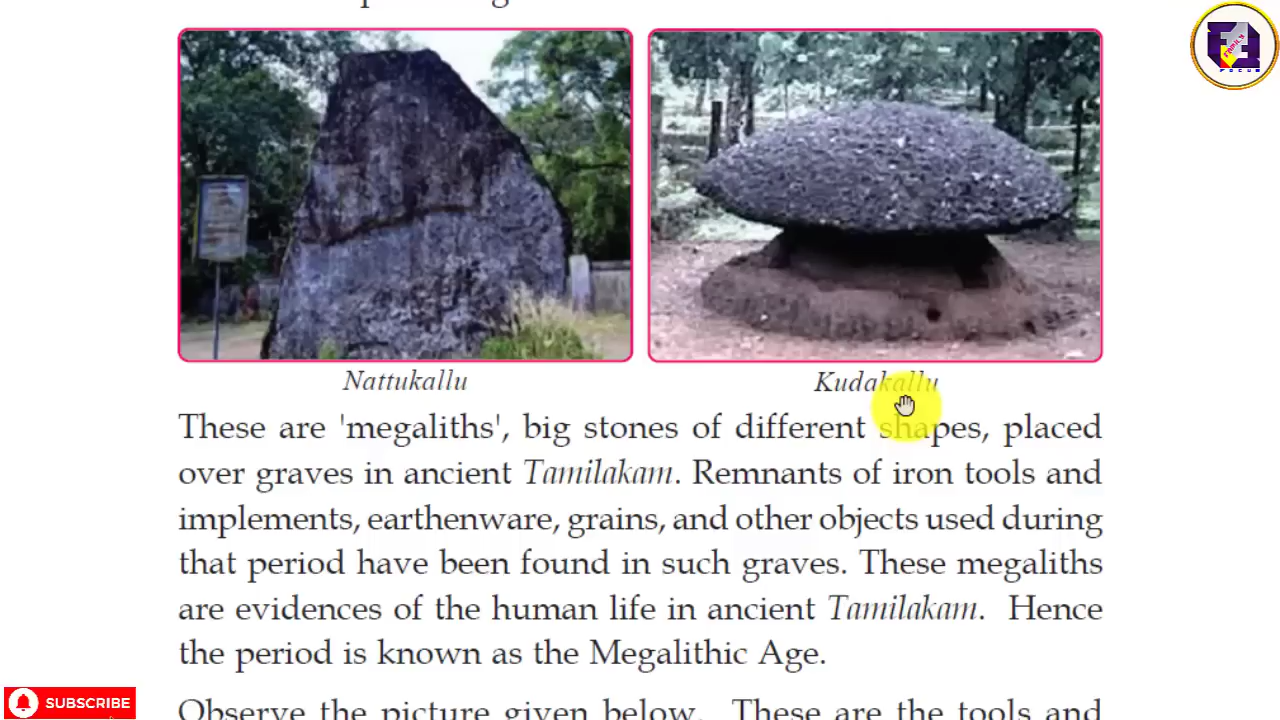 Nattukallu
Kudakallu
These are 'megaliths', big stones of different shapes, placed
over graves in ancient Tamilakam. Remnants of iron tools and
implements, earthenware, grains, and other objects used during
that period have been found in such graves. These megaliths
are evidences of the human life in ancient Tamilakam. Hence
the period is known as the Megalithic Age.
Observe the picture given below. These are the tools and
SUBSCRIBE